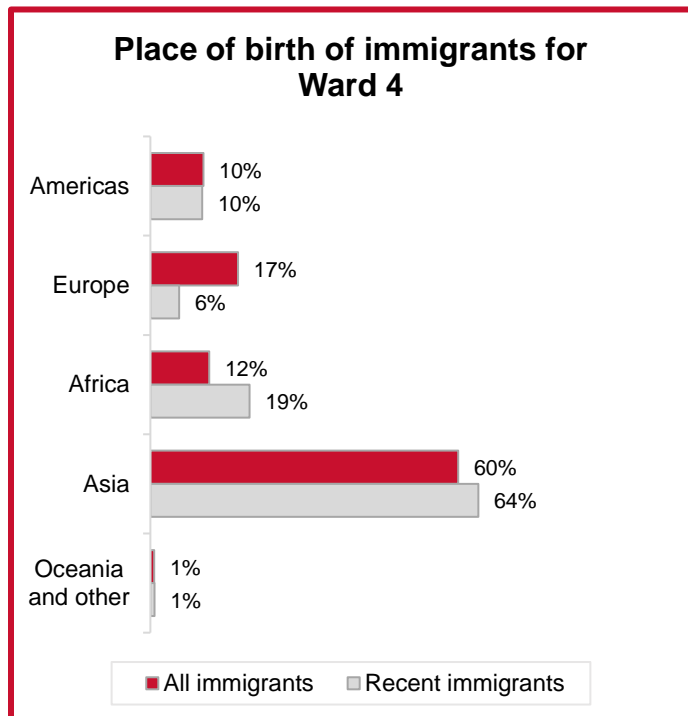 Place of birth of immigrants for
Ward 4
Americas
10%
10%
Europe
17%
6%
Africa
12%
19%
Asia
60%
64%
Oceania
and other
1%
1%
All immigrants
Recent immigrants